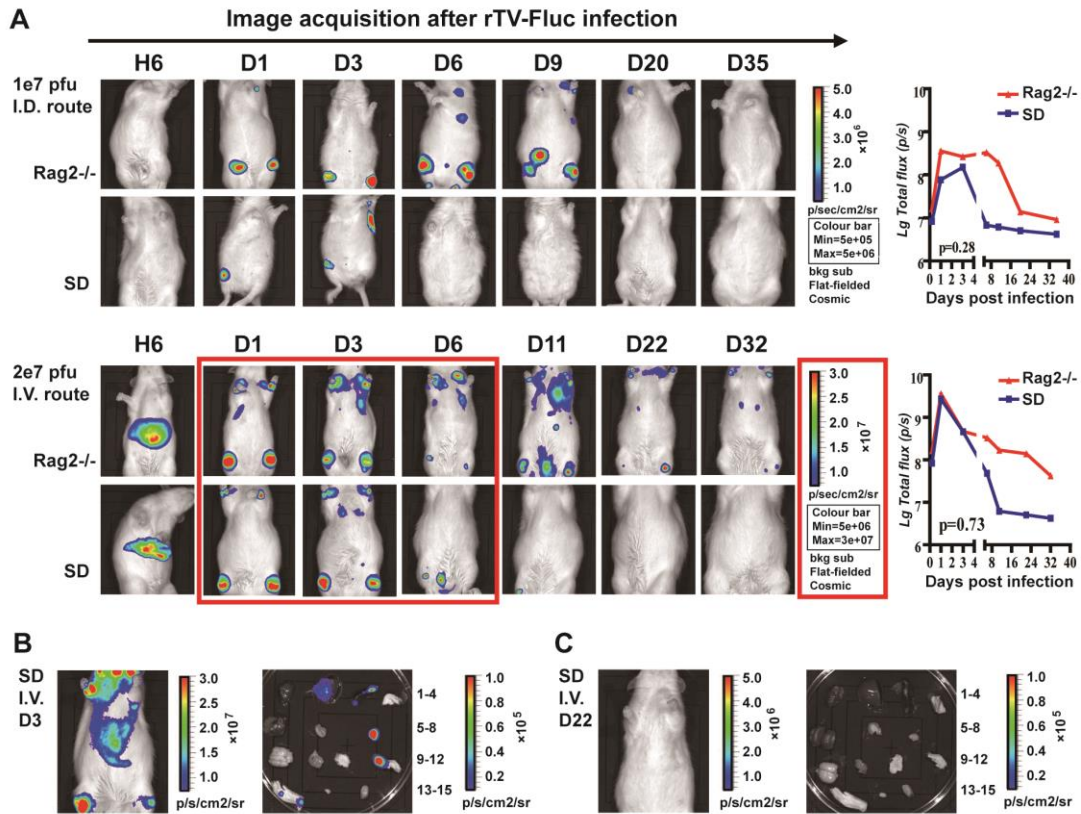 A
Image acquisition after rTV-Fluc infection
H6 D1 D3 D6 D9 D20 D35
1e7 pfu
I.D. route
Rag2-/-
SD
5.0
4.0
3.0
2.0
1.0
×10⁶
p/sec/cm2/sr
Colour bar
Min=5e+05
Max=5e+06
bkg sub
Flat-fielded
Cosmic
Rag2-/-
SD
Lg Total flux (p/s)
10
9
8
7
6
p=0.28
0 1 2 3 4 8 16 24 32 40
Days post infection
H6 D1 D3 D6 D11 D22 D32
2e7 pfu
I.V. route
Rag2-/-
SD
3.0
2.5
2.0
1.5
1.0
×10⁷
p/sec/cm2/sr
Colour bar
Min=5e+06
Max=3e+07
bkg sub
Flat-fielded
Cosmic
Rag2-/-
SD
Lg Total flux (p/s)
10
9
8
7
6
p=0.73
0 1 2 3 4 8 16 24 32 40
Days post infection
B
SD
I.V.
D3
3.0
2.5
2.0
1.5
1.0
×10⁷
p/s/cm2/sr
1-4
5-8
9-12
13-15
1.0
0.8
0.6
0.4
0.2
×10⁵
p/s/cm2/sr
C
SD
I.V.
D22
5.0
4.0
3.0
2.0
1.0
×10⁶
p/s/cm2/sr
1-4
5-8
9-12
13-15
1.0
0.8
0.6
0.4
0.2
×10⁵
p/s/cm2/sr